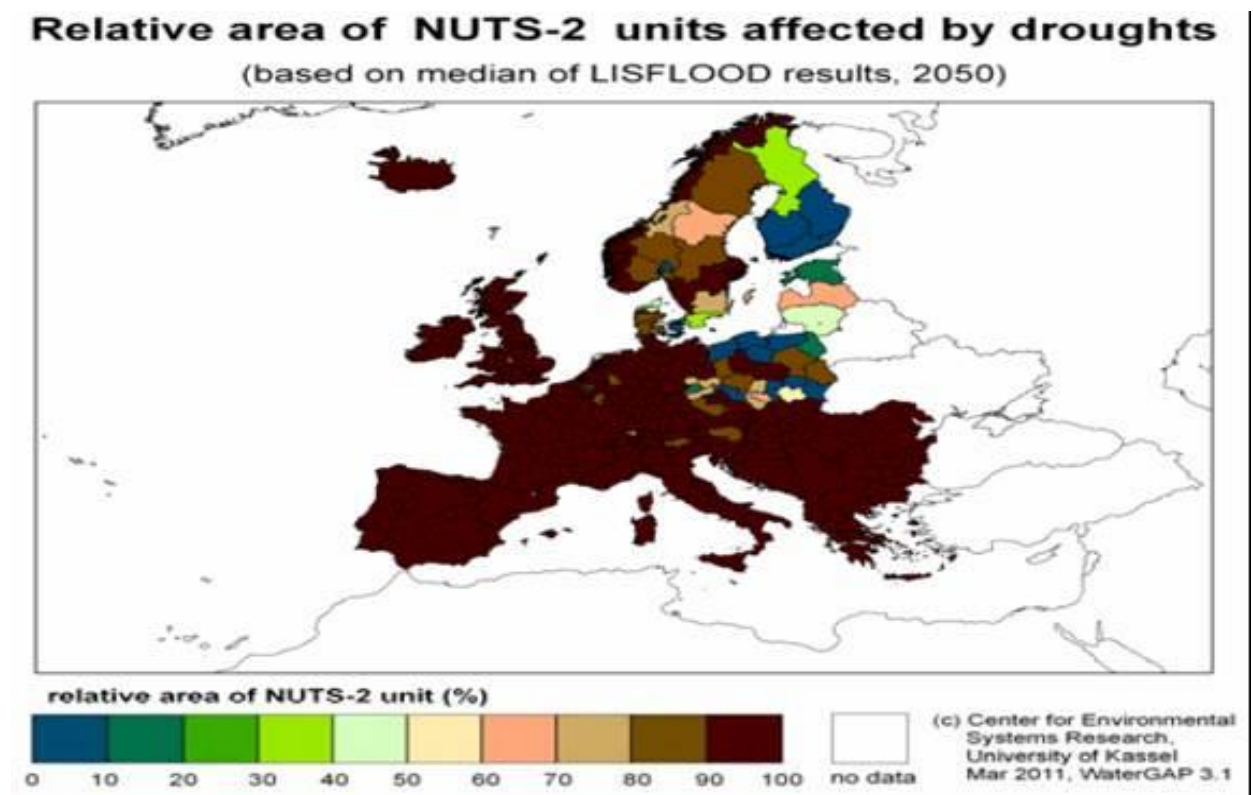 Relative area of NUTS-2 units affected by droughts
(based on median of LISFLOOD results, 2050)
relative area of NUTS-2 unit (%)
0 10 20 30 40 50 60 70 80 90 100
no data
(c) Center for Environmental
Systems Research,
University of Kassel
Mar 2011, WaterGAP 3.1